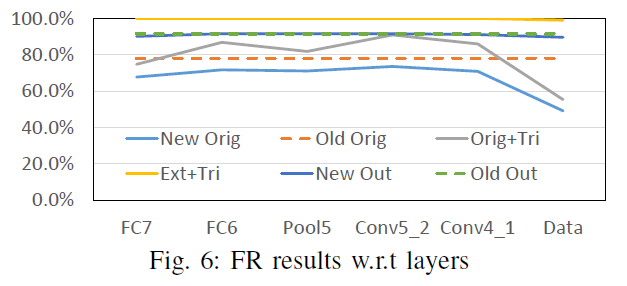 100.0%
80.0%
60.0%
40.0%
20.0%
0.0%
New Orig Old Orig Orig+Tri
Ext+Tri New Out Old Out
FC7 FC6 Pool5 Conv5_2 Conv4_1 Data
Fig. 6: FR results w.r.t layers